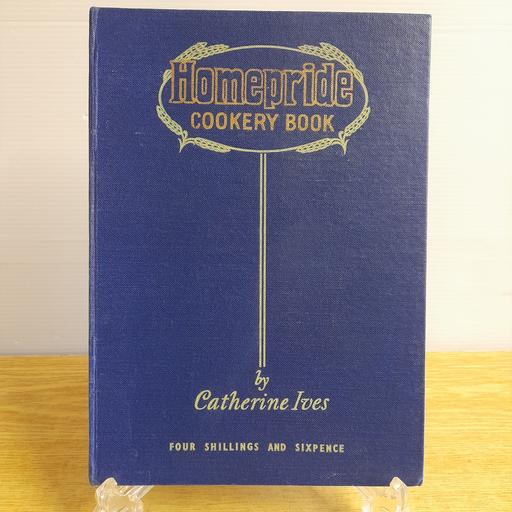 Homepride
COOKERY BOOK
by
Catherine Ives
FOUR SHILLINGS AND SIXPENCE